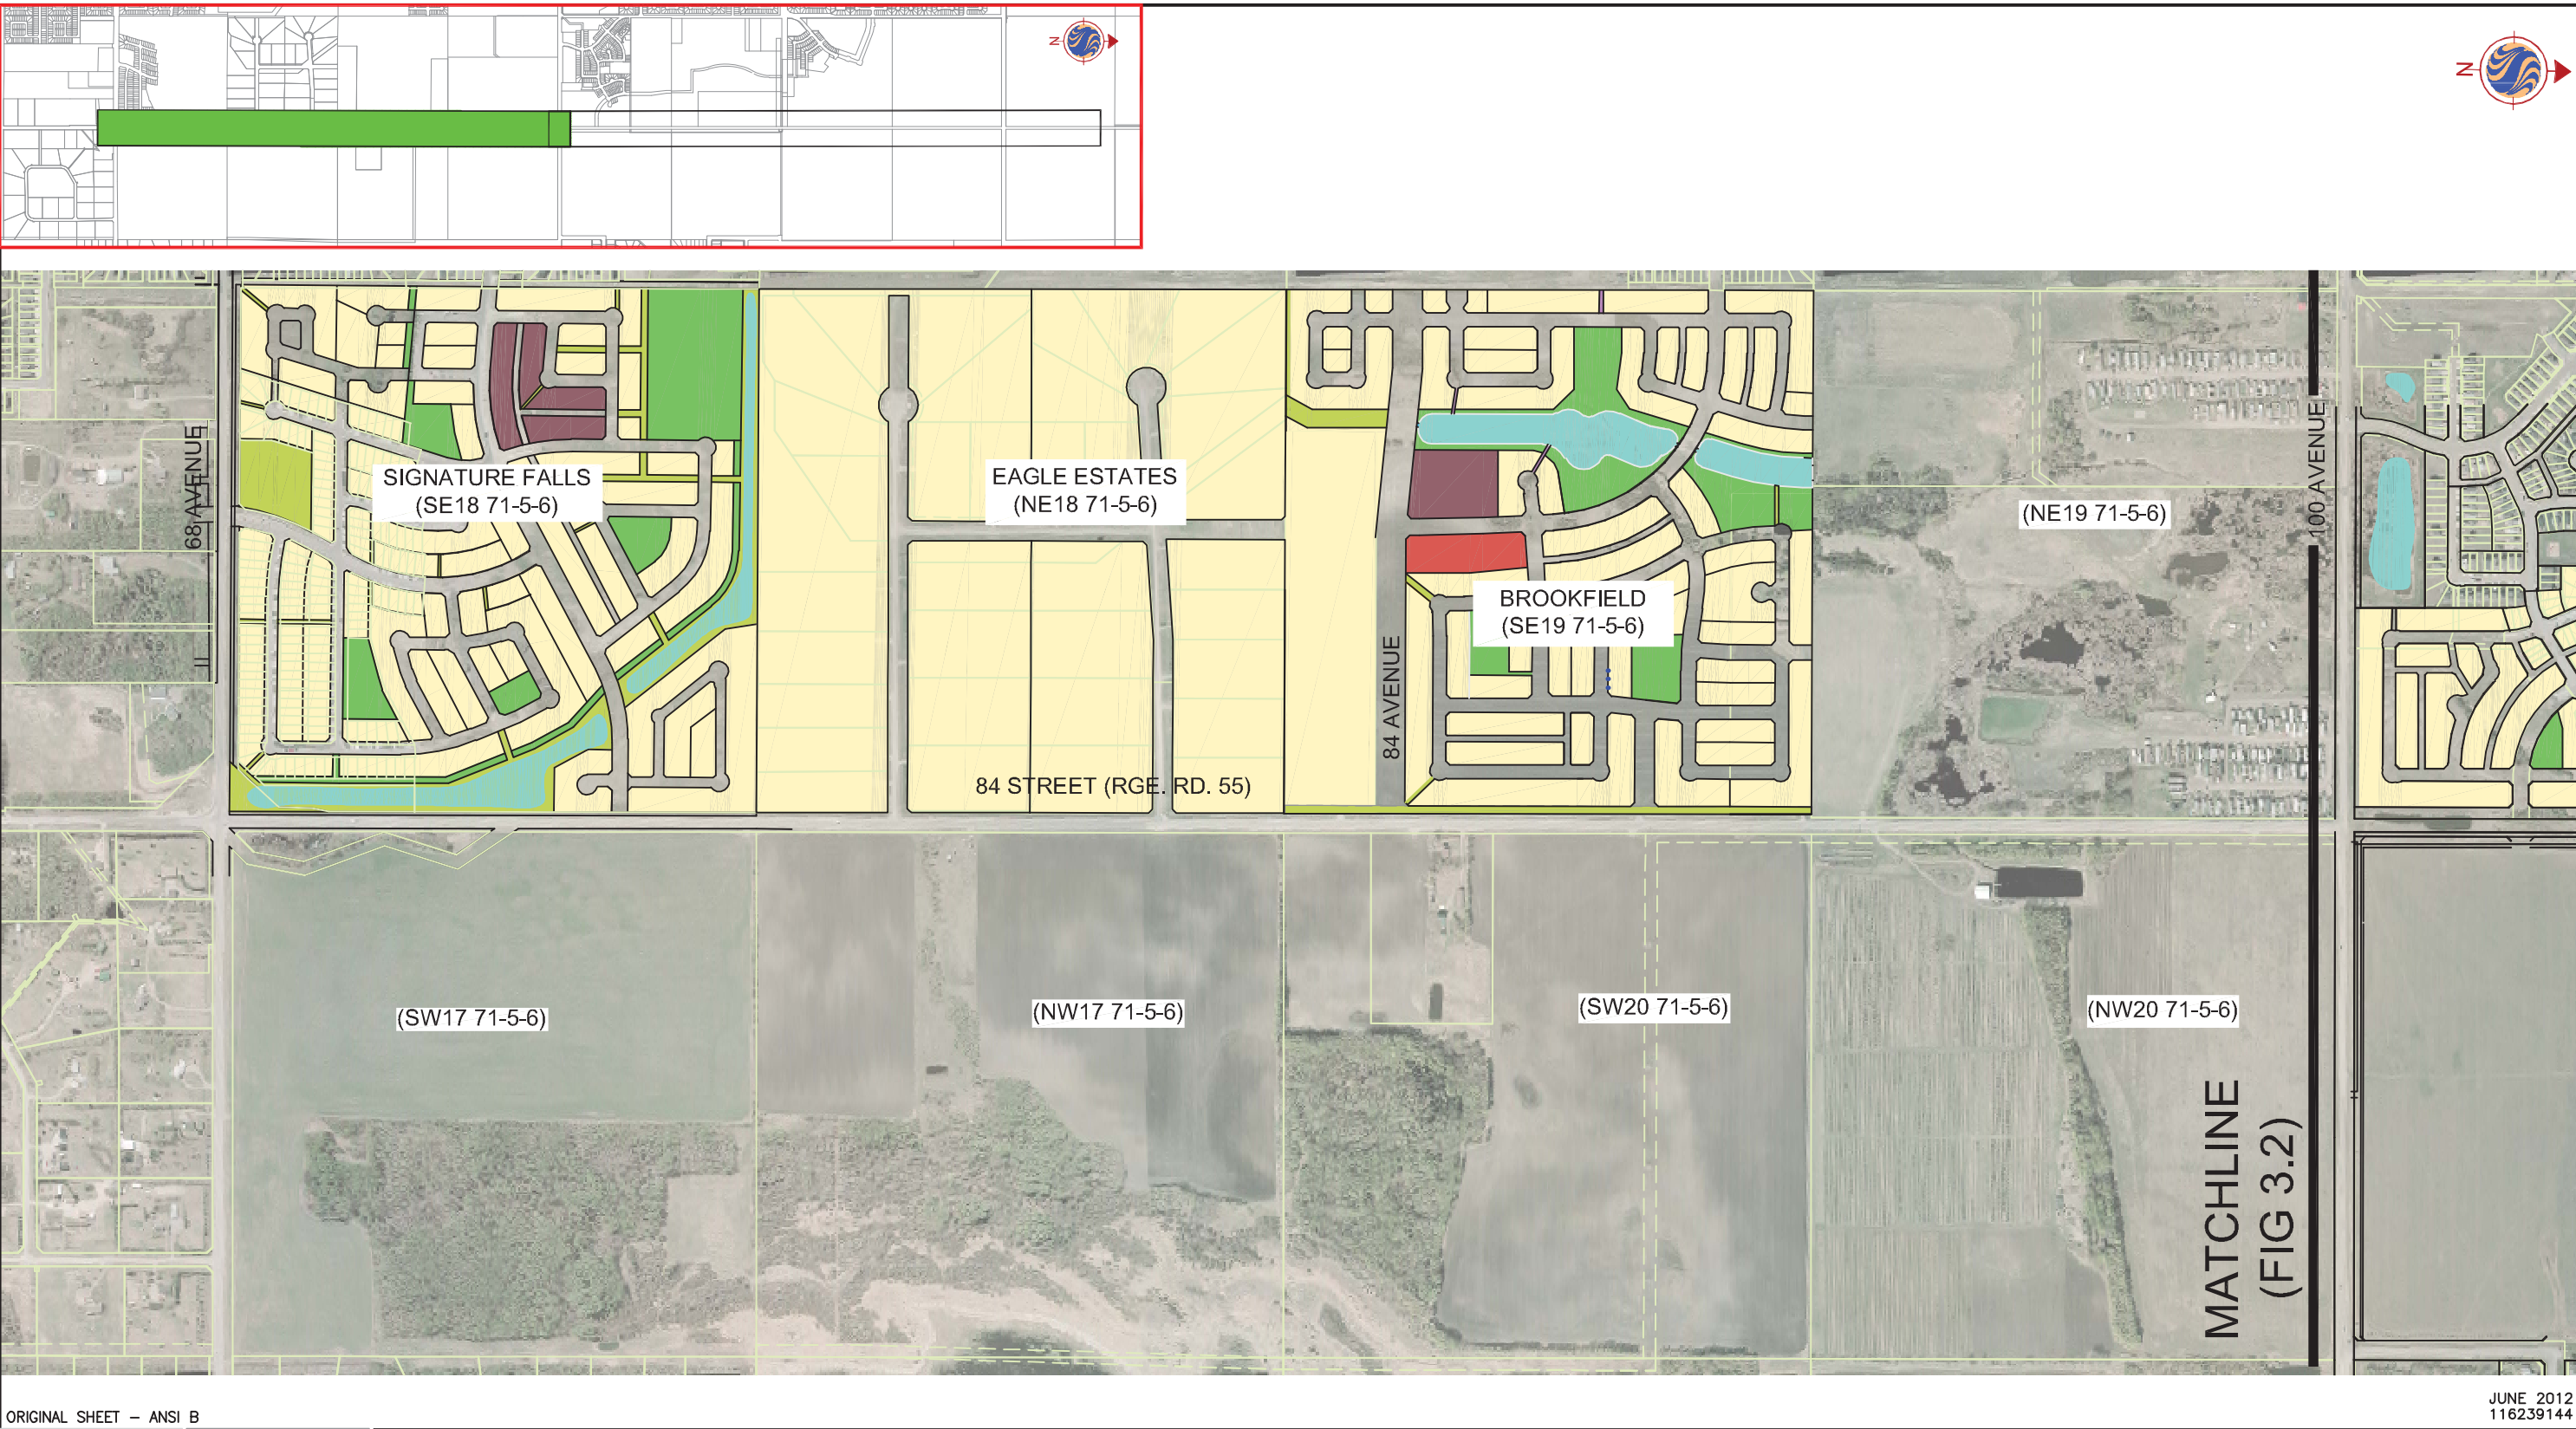 N
N
68 AVENUE
SIGNATURE FALLS
(SE18 71-5-6)
EAGLE ESTATES
(NE18 71-5-6)
84 STREET (RGE. RD. 55)
84 AVENUE
BROOKFIELD
(SE19 71-5-6)
(NE19 71-5-6)
100 AVENUE
(SW17 71-5-6)
(NW17 71-5-6)
(SW20 71-5-6)
(NW20 71-5-6)
MATCHLINE
(FIG 3.2)
ORIGINAL SHEET – ANSI B
JUNE 2012
116239144